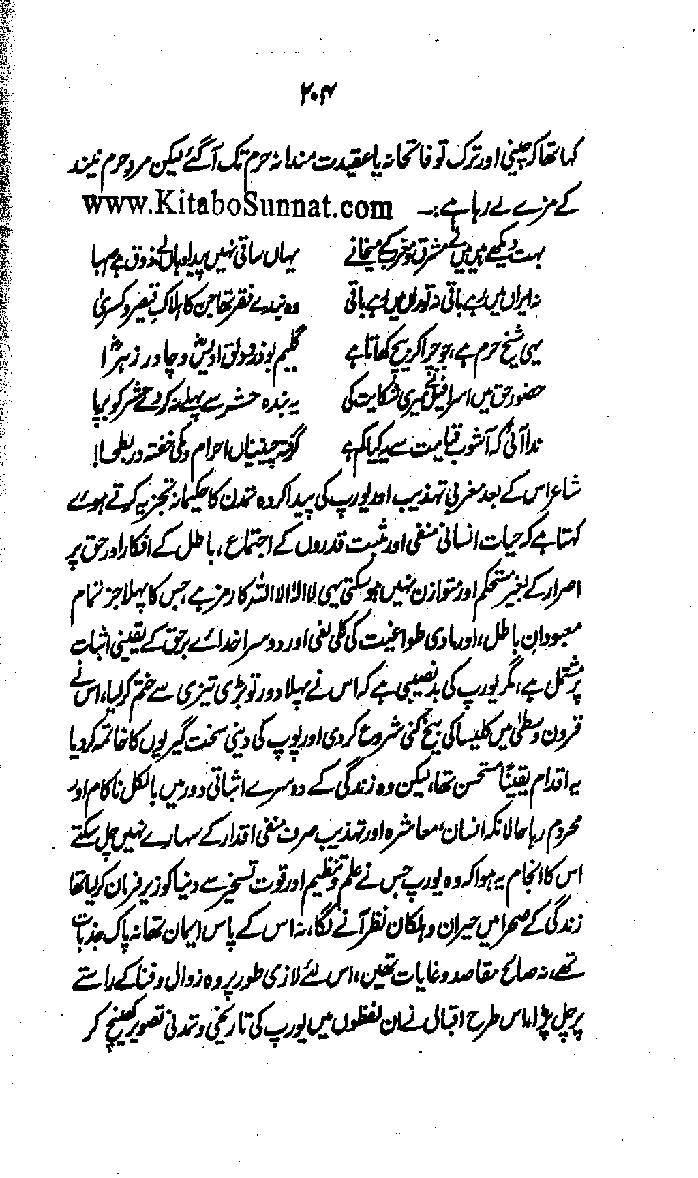 ۲۰۴
کہا تھا کہ چینی اور ترک تو فاتحانہ یا عقیدت مندانہ حرم تک آگئے لیکن مرد حرم نیند
کے مزے لے رہا ہے :۔ www.KitaboSunnat.com
بہت دیکھے ہیں میں نے مشرق و مغرب کے میخانے یہاں ساقی نہیں پیدا وہاں بے ذوق ہے صہبا
نہ ایراں میں رہے باقی نہ توراں میں رہے باقی وہ بندے فقر تھا جن کا ہلاکِ قیصر و کسریٰ
یہی شیخ حرم ہے، جو چرا کر بیچ کھاتا ہے گلیم بوذر و دلق اویسؓ و چادر زہراؓ!
حضور حق میں اسرافیلؑ نے میری شکایت کی یہ بندہ حشر سے پہلے نہ کر دے حشر کو برپا
ندا آئی کہ آشوب قیامت سے یہ کیا کم ہے گرفتہ چینیاں احرام و مکی خفتہ در بطحا!
شاعر اس کے بعد مغربی تہذیب اور یورپ کی پیدا کردہ تمدن کا حکیمانہ تجزیہ کرتے ہوئے
کہتا ہے کہ حیات انسانی منفی اور مثبت قدروں کے اجتماع، باطل کے انکار اور حق پر
اصرار کے بغیر مستحکم اور متوازن نہیں ہو سکتی یہی لا الہ الا اللہ کا رمز ہے، جس کا پہلا جز تمام
معبودانِ باطل، اور مادی طواغیت کی کلی نفی اور دوسرا خدائے برحق کے یقینی اثبات
پر مشتمل ہے، مگر یورپ کی بدنصیبی ہے کہ اس نے پہلا دور تو بڑی تیزی سے ختم کر لیا، اس نے
قرون وسطیٰ میں کلیسا کی بیخ کنی شروع کردی اور پوپ کی دینی سخت گیریوں کا خاتمہ کر دیا
یہ اقدام یقیناً مستحسن تھا، لیکن وہ زندگی کے دوسرے اثباتی دور میں بالکل ناکام اور
محروم رہا حالانکہ انسان، معاشرہ اور تہذیب صرف منفی اقدار کے سہارے نہیں چل سکتے
اس کا انجام یہ ہوا کہ وہ یورپ جس نے علم و تنظیم اور قوت تسخیر سے دنیا کو زیر فرمان کر لیا تھا
زندگی کے صحرا میں حیران و ہلکان نظر آنے لگا، نہ اس کے پاس ایمان تھا نہ پاک جذبات
تھے، نہ صالح مقاصد و غایات تھیں، اس لئے لازمی طور پر وہ زوال و فنا کے راستے
پر چل پڑا، اس طرح اقبال نے ان لفظوں میں یورپ کی تاریخی و تمدنی تصویر کھینچ کر